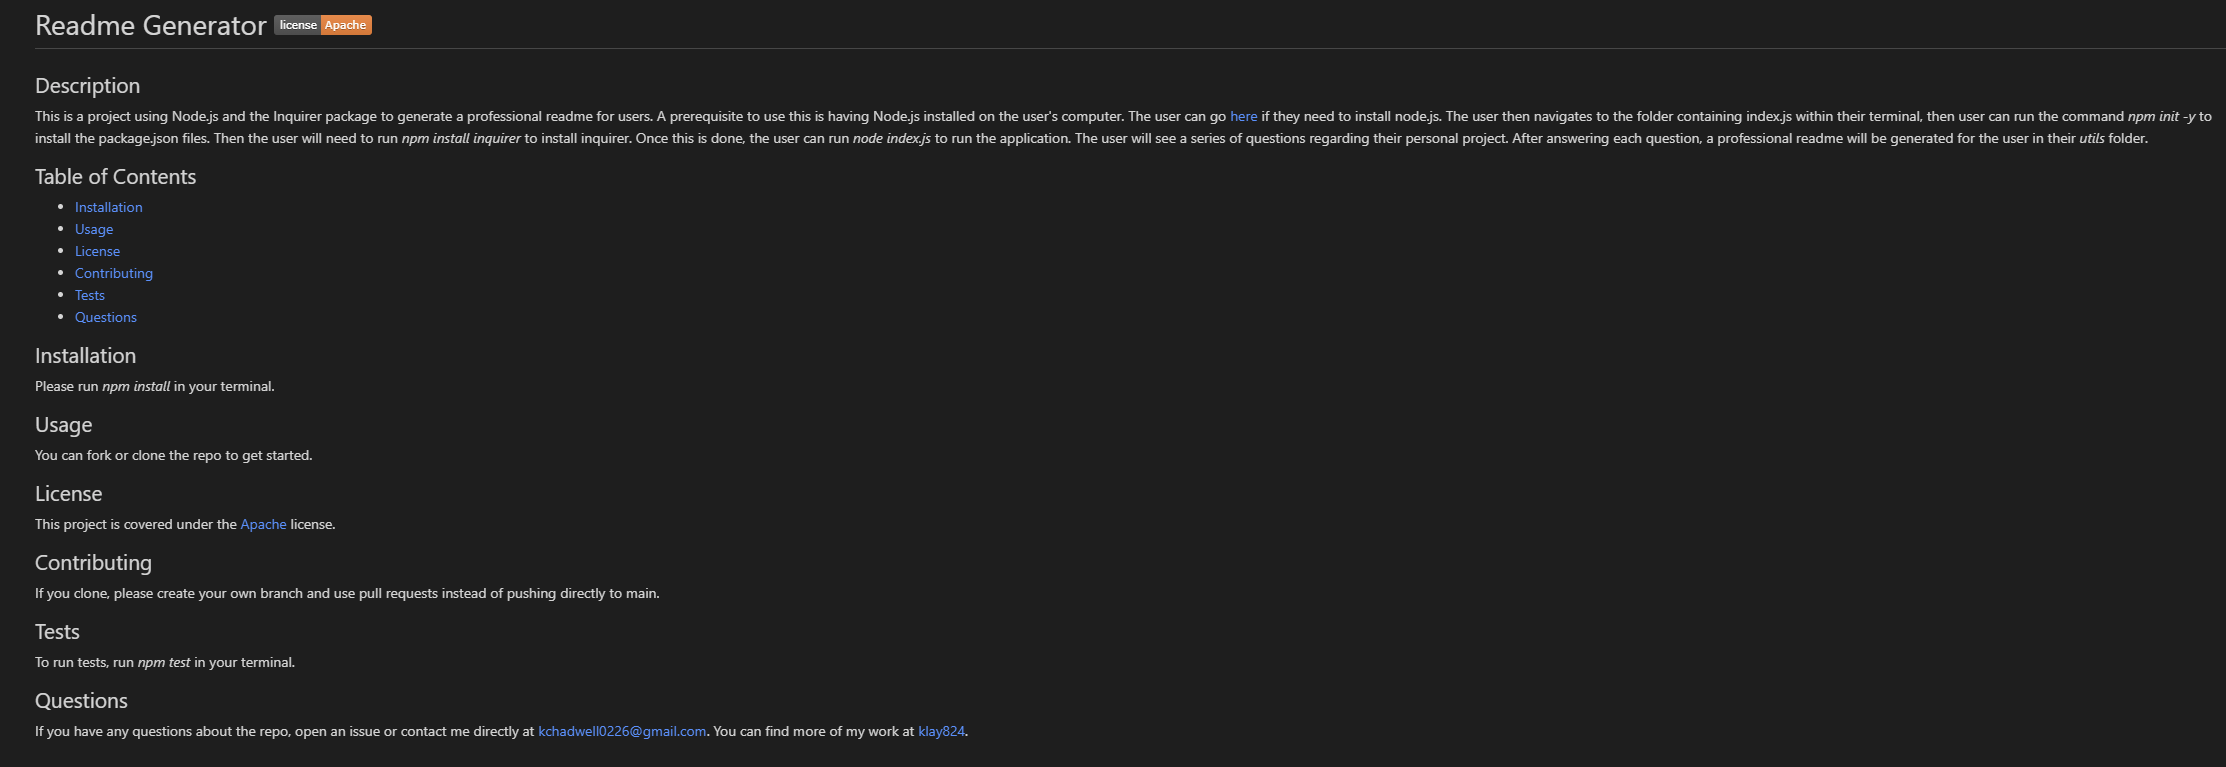 Readme Generator license Apache
Description
This is a project using Node.js and the Inquirer package to generate a professional readme for users. A prerequisite to use this is having Node.js installed on the user's computer. The user can go here if they need to install node.js. The user then navigates to the folder containing index.js within their terminal, then user can run the command npm init -y to
install the package.json files. Then the user will need to run npm install inquirer to install inquirer. Once this is done, the user can run node index.js to run the application. The user will see a series of questions regarding their personal project. After answering each question, a professional readme will be generated for the user in their utils folder.
Table of Contents
• Installation
• Usage
• License
• Contributing
• Tests
• Questions
Installation
Please run npm install in your terminal.
Usage
You can fork or clone the repo to get started.
License
This project is covered under the Apache license.
Contributing
If you clone, please create your own branch and use pull requests instead of pushing directly to main.
Tests
To run tests, run npm test in your terminal.
Questions
If you have any questions about the repo, open an issue or contact me directly at kchadwell0226@gmail.com. You can find more of my work at klay824.